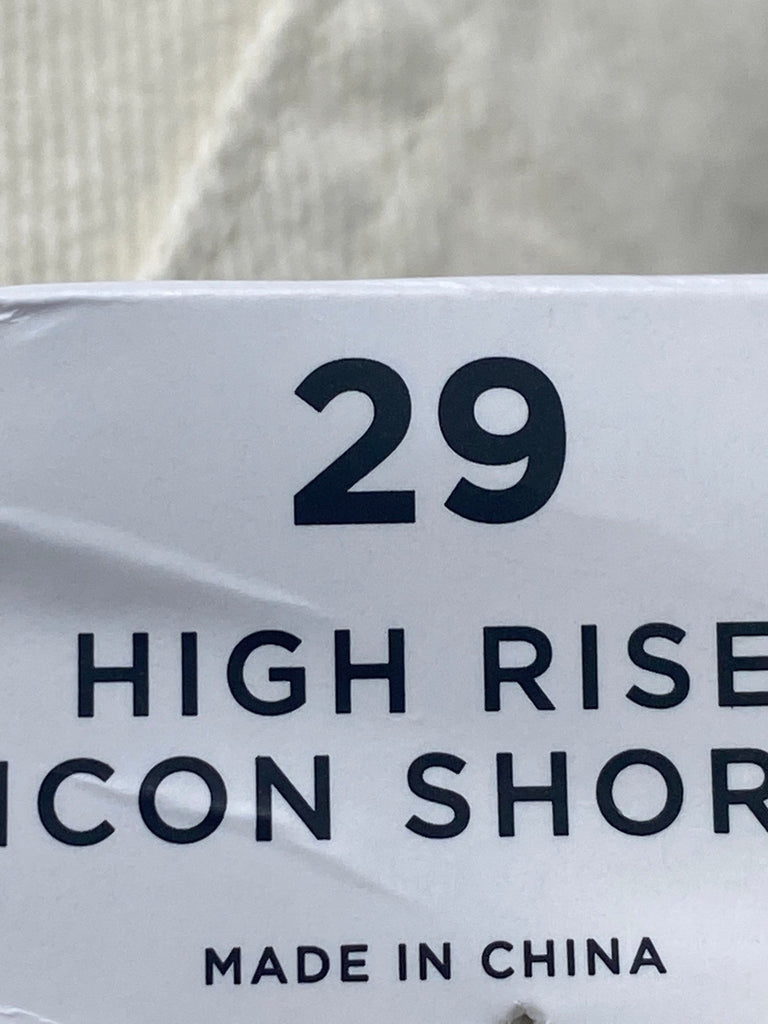 29
HIGH RISE
ICON SHOR
MADE IN CHINA